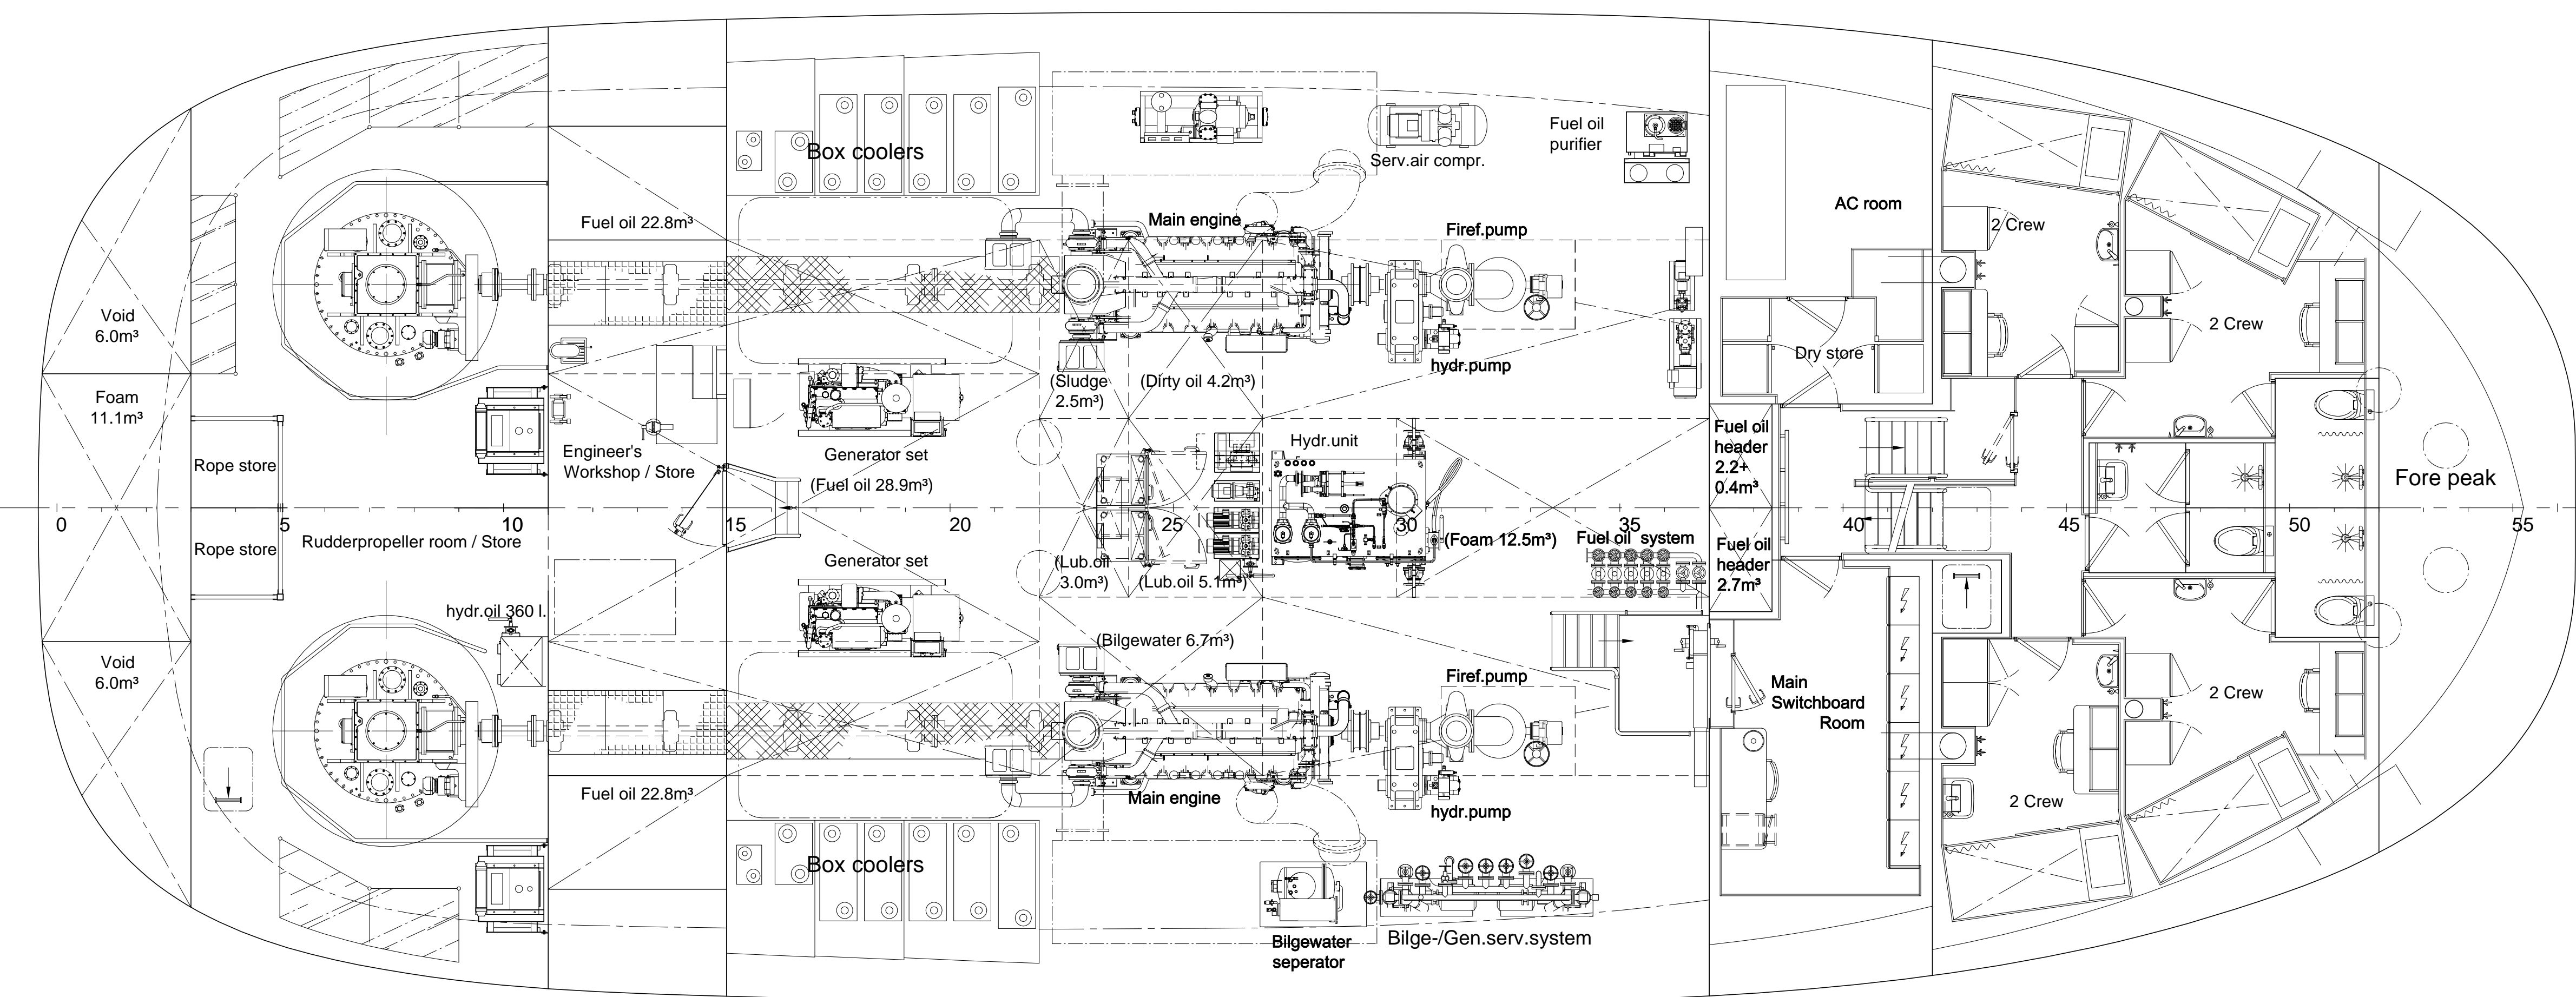 Box coolers
Serv.air compr.
Fuel oil
purifier
Fuel oil 22.8m³
Main engine
Firef.pump
AC room
2 Crew
Void
6.0m³
2 Crew
Dry store
hydr.pump
(Sludge
2.5m³)
(Dirty oil 4.2m³)
Foam
11.1m³
Rope store
Engineer's
Workshop / Store
Generator set
(Fuel oil 28.9m³)
Hydr.unit
Fuel oil
header
2.2+
0.4m³
Fore peak
0
5
10
15
20
25
30
35
40
45
50
55
Rope store
Rudderpropeller room / Store
Generator set
(Lub.oil
3.0m³)
(Lub.oil 5.1m³)
(Foam 12.5m³)
Fuel oil system
Fuel oil
header
2.7m³
hydr.oil 360 l.
(Bilgewater 6.7m³)
Void
6.0m³
Firef.pump
Main
Switchboard
Room
2 Crew
Fuel oil 22.8m³
Main engine
hydr.pump
2 Crew
Box coolers
Bilgewater
seperator
Bilge-/Gen.serv.system